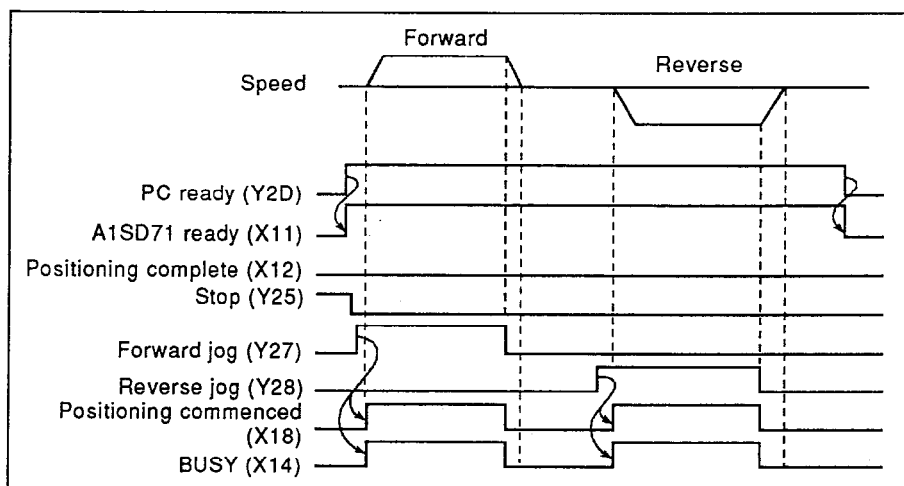 Forward
Reverse
Speed
PC ready (Y2D)
A1SD71 ready (X11)
Positioning complete (X12)
Stop (Y25)
Forward jog (Y27)
Reverse jog (Y28)
Positioning commenced
(X18)
BUSY (X14)